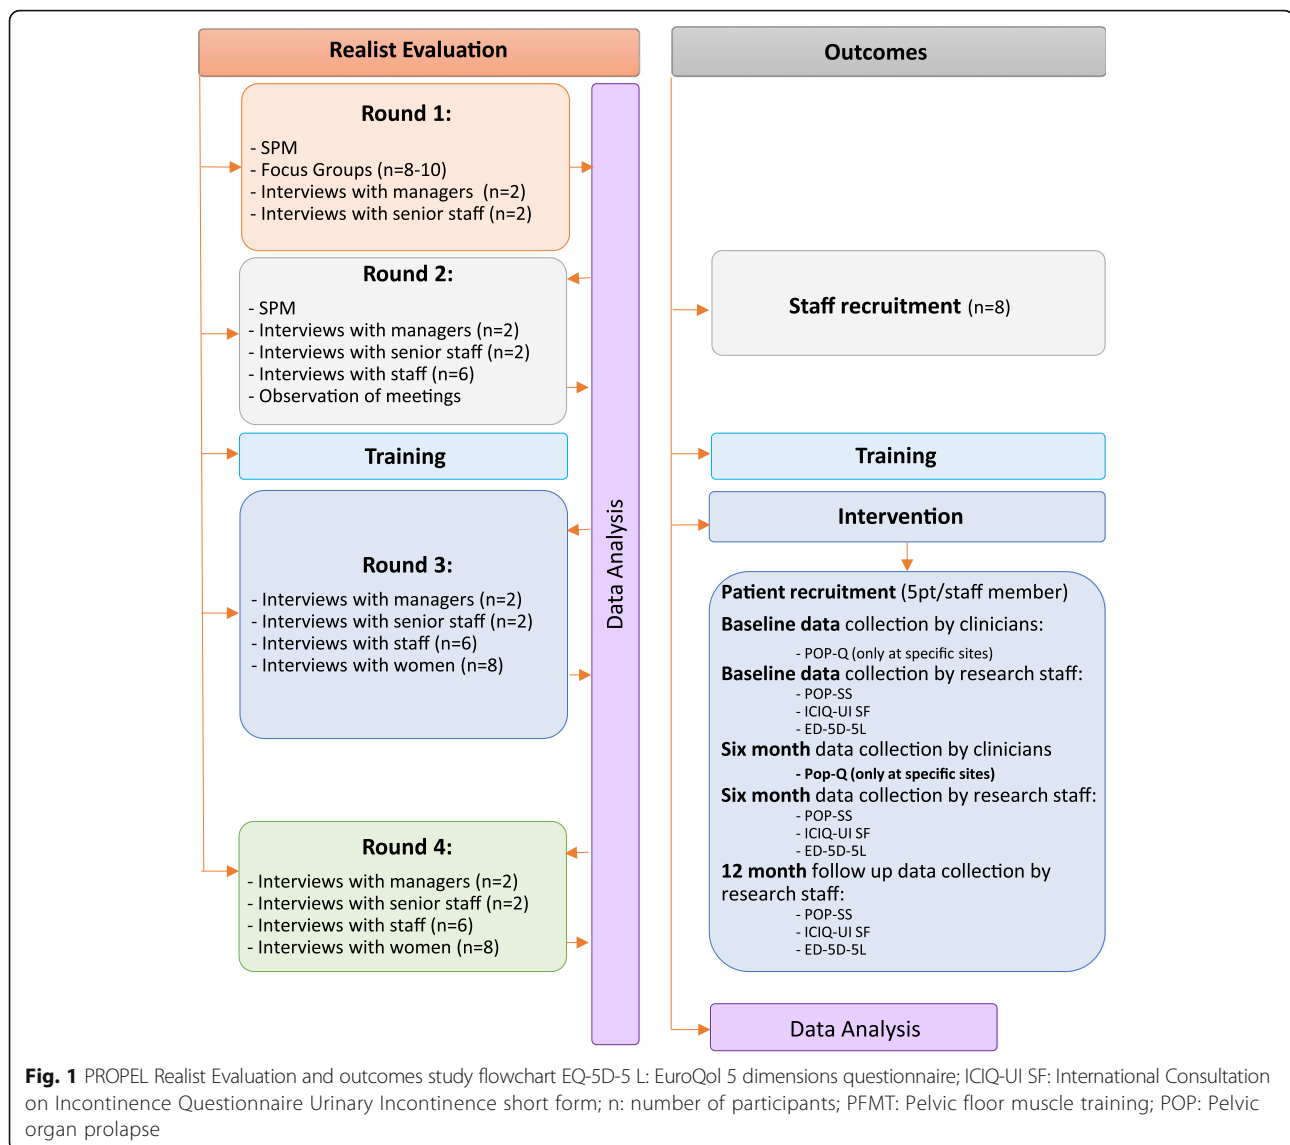 Realist Evaluation
Round 1:
- SPM
- Focus Groups (n=8-10)
- Interviews with managers (n=2)
- Interviews with senior staff (n=2)
Round 2:
- SPM
- Interviews with managers (n=2)
- Interviews with senior staff (n=2)
- Interviews with staff (n=6)
- Observation of meetings
Training
Round 3:
- Interviews with managers (n=2)
- Interviews with senior staff (n=2)
- Interviews with staff (n=6)
- Interviews with women (n=8)
Round 4:
- Interviews with managers (n=2)
- Interviews with senior staff (n=2)
- Interviews with staff (n=6)
- Interviews with women (n=8)
Data Analysis
Outcomes
Staff recruitment (n=8)
Training
Intervention
Patient recruitment (5pt/staff member)
Baseline data collection by clinicians:
- POP-Q (only at specific sites)
Baseline data collection by research staff:
- POP-SS
- ICIQ-UI SF
- ED-5D-5L
Six month data collection by clinicians
- Pop-Q (only at specific sites)
Six month data collection by research staff:
- POP-SS
- ICIQ-UI SF
- ED-5D-5L
12 month follow up data collection by
research staff:
- POP-SS
- ICIQ-UI SF
- ED-5D-5L
Data Analysis
Fig. 1 PROPEL Realist Evaluation and outcomes study flowchart EQ-5D-5 L: EuroQol 5 dimensions questionnaire; ICIQ-UI SF: International Consultation
on Incontinence Questionnaire Urinary Incontinence short form; n: number of participants; PFMT: Pelvic floor muscle training; POP: Pelvic
organ prolapse